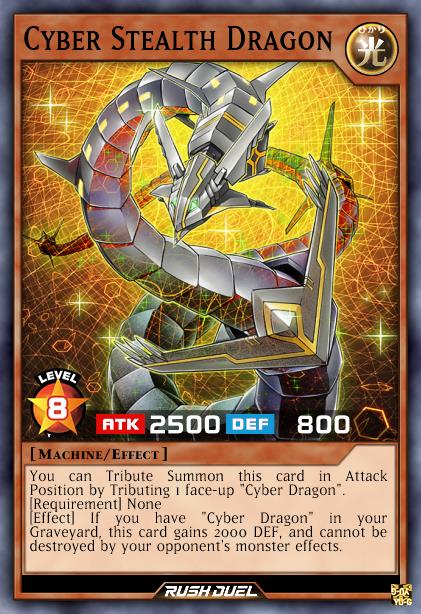 Cyber Stealth Dragon
ひかり
光
LEVEL
8
ATK 2500 DEF 800
[Machine/Effect]
You can Tribute Summon this card in Attack
Position by Tributing 1 face-up "Cyber Dragon".
[Requirement] None
[Effect] If you have "Cyber Dragon" in your
Graveyard, this card gains 2000 DEF, and cannot be
destroyed by your opponent's monster effects.
RUSH DUEL